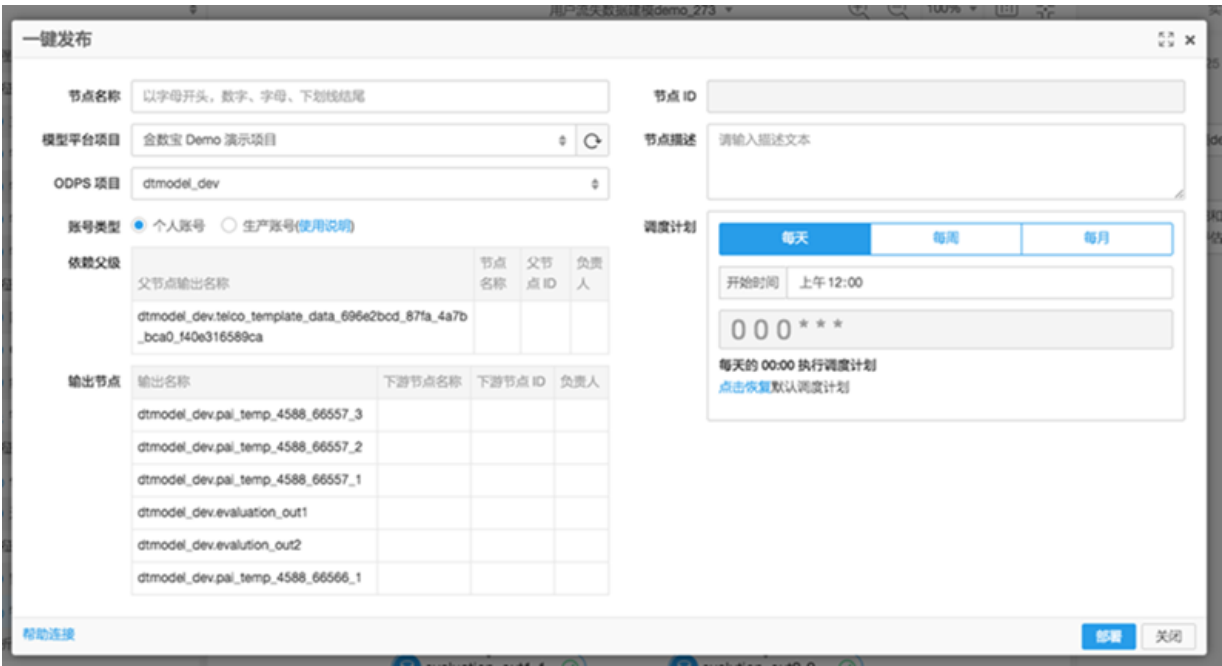 用户流失数据建模demo_273
100%
一键发布
节点名称
以字母开头，数字、字母、下划线结尾
模型平台项目
金数宝 Demo 演示项目
ODPS 项目
dtmodel_dev
账号类型
个人账号
生产账号(使用说明)
依赖父级
父节点输出名称
节点名称
父节点 ID
负责人
dtmodel_dev.telco_template_data_696e2bcd_87fa_4a7b
_bca0_f40e316589ca
输出节点
输出名称
下游节点名称
下游节点 ID
负责人
dtmodel_dev.pai_temp_4588_66557_3
dtmodel_dev.pai_temp_4588_66557_2
dtmodel_dev.pai_temp_4588_66557_1
dtmodel_dev.evaluation_out1
dtmodel_dev.evalution_out2
dtmodel_dev.pai_temp_4588_66566_1
节点 ID
节点描述
请输入描述文本
调度计划
每天
每周
每月
开始时间
上午12:00
0 0 0 * * *
每天的 00:00 执行调度计划
点击恢复默认调度计划
帮助连接
部署
关闭